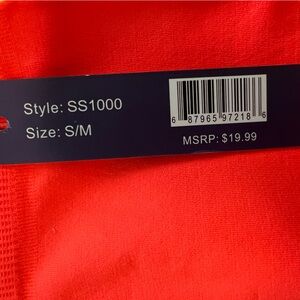 Style: SS1000
Size: S/M
6 87965 97218 6
MSRP: $19.99